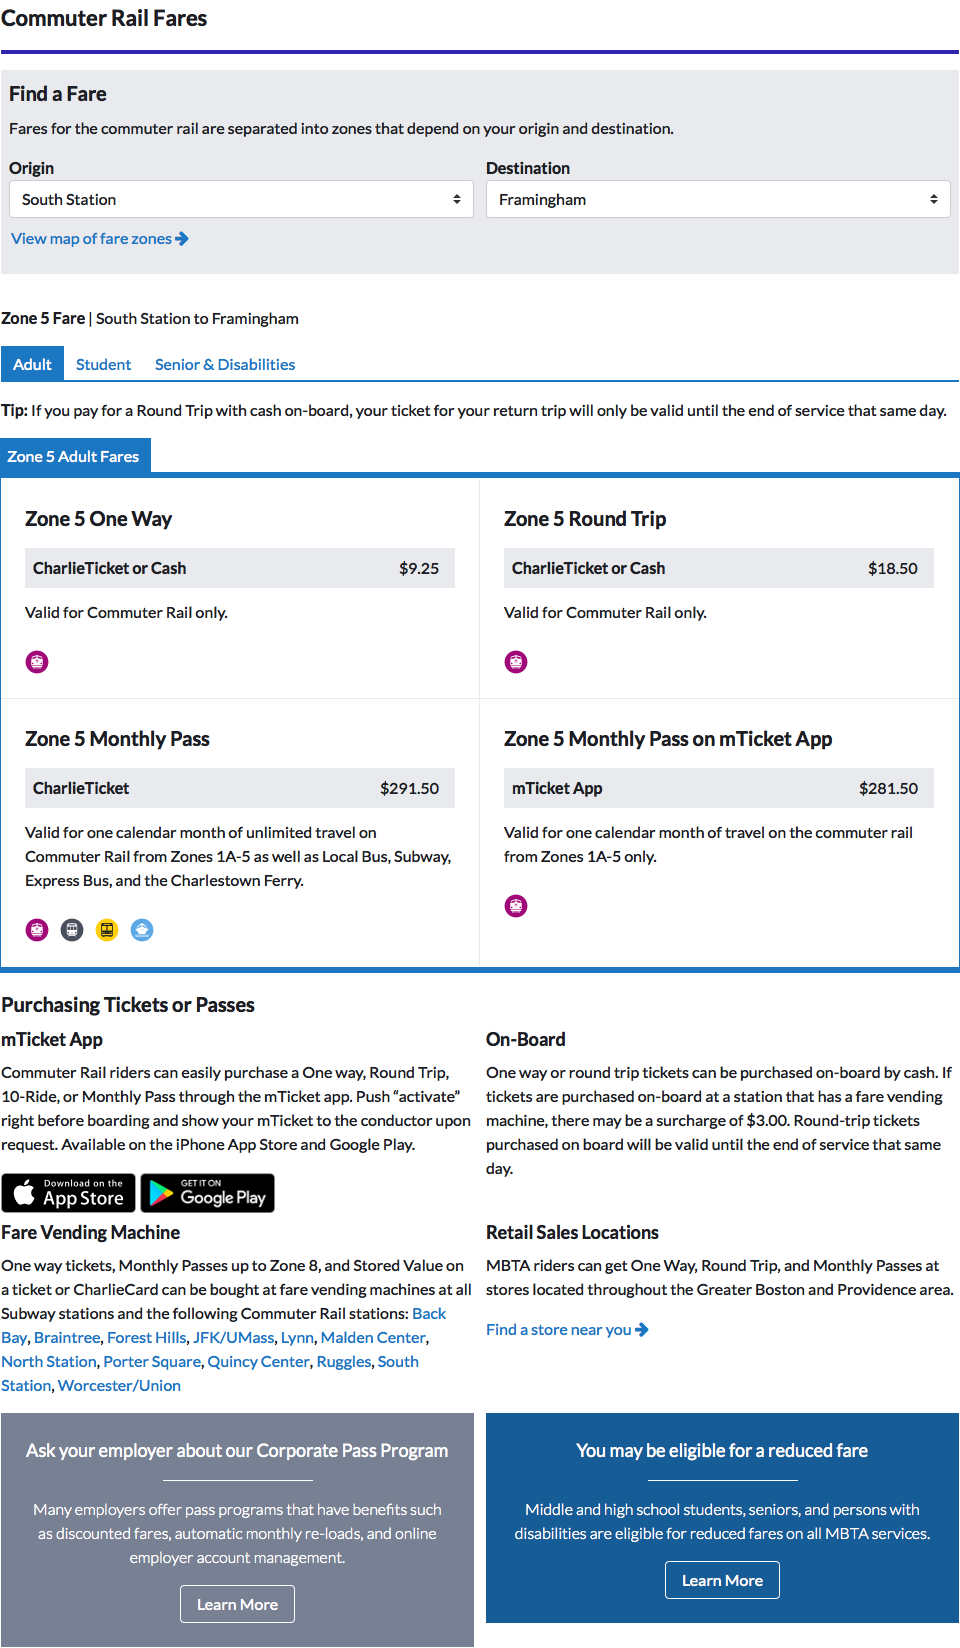 Commuter Rail Fares
Find a Fare
Fares for the commuter rail are separated into zones that depend on your origin and destination.
Origin
Destination
South Station
Framingham
View map of fare zones
Zone 5 Fare | South Station to Framingham
Adult Student Senior & Disabilities
Tip: If you pay for a Round Trip with cash on-board, your ticket for your return trip will only be valid until the end of service that same day.
Zone 5 Adult Fares
Zone 5 One Way
CharlieTicket or Cash $9.25
Valid for Commuter Rail only.
Zone 5 Round Trip
CharlieTicket or Cash $18.50
Valid for Commuter Rail only.
Zone 5 Monthly Pass
CharlieTicket $291.50
Valid for one calendar month of unlimited travel on
Commuter Rail from Zones 1A-5 as well as Local Bus, Subway,
Express Bus, and the Charlestown Ferry.
Zone 5 Monthly Pass on mTicket App
mTicket App $281.50
Valid for one calendar month of travel on the commuter rail
from Zones 1A-5 only.
Purchasing Tickets or Passes
mTicket App
Commuter Rail riders can easily purchase a One way, Round Trip,
10-Ride, or Monthly Pass through the mTicket app. Push “activate”
right before boarding and show your mTicket to the conductor upon
request. Available on the iPhone App Store and Google Play.
Download on the
App Store
GET IT ON
Google Play
On-Board
One way or round trip tickets can be purchased on-board by cash. If
tickets are purchased on-board at a station that has a fare vending
machine, there may be a surcharge of $3.00. Round-trip tickets
purchased on board will be valid until the end of service that same
day.
Fare Vending Machine
One way tickets, Monthly Passes up to Zone 8, and Stored Value on
a ticket or CharlieCard can be bought at fare vending machines at all
Subway stations and the following Commuter Rail stations: Back
Bay, Braintree, Forest Hills, JFK/UMass, Lynn, Malden Center,
North Station, Porter Square, Quincy Center, Ruggles, South
Station, Worcester/Union
Retail Sales Locations
MBTA riders can get One Way, Round Trip, and Monthly Passes at
stores located throughout the Greater Boston and Providence area.
Find a store near you
Ask your employer about our Corporate Pass Program
Many employers offer pass programs that have benefits such
as discounted fares, automatic monthly re-loads, and online
employer account management.
Learn More
You may be eligible for a reduced fare
Middle and high school students, seniors, and persons with
disabilities are eligible for reduced fares on all MBTA services.
Learn More